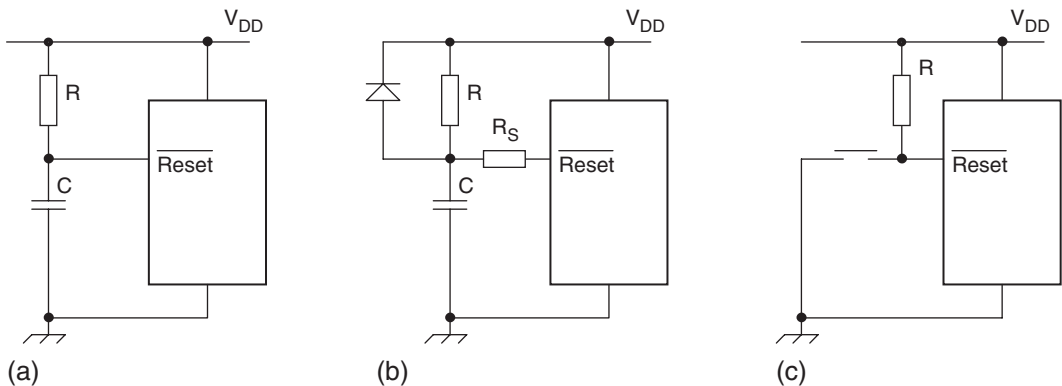 V_DD
R
Reset
C
(a)
V_DD
R
R_S
Reset
C
(b)
V_DD
R
Reset
(c)